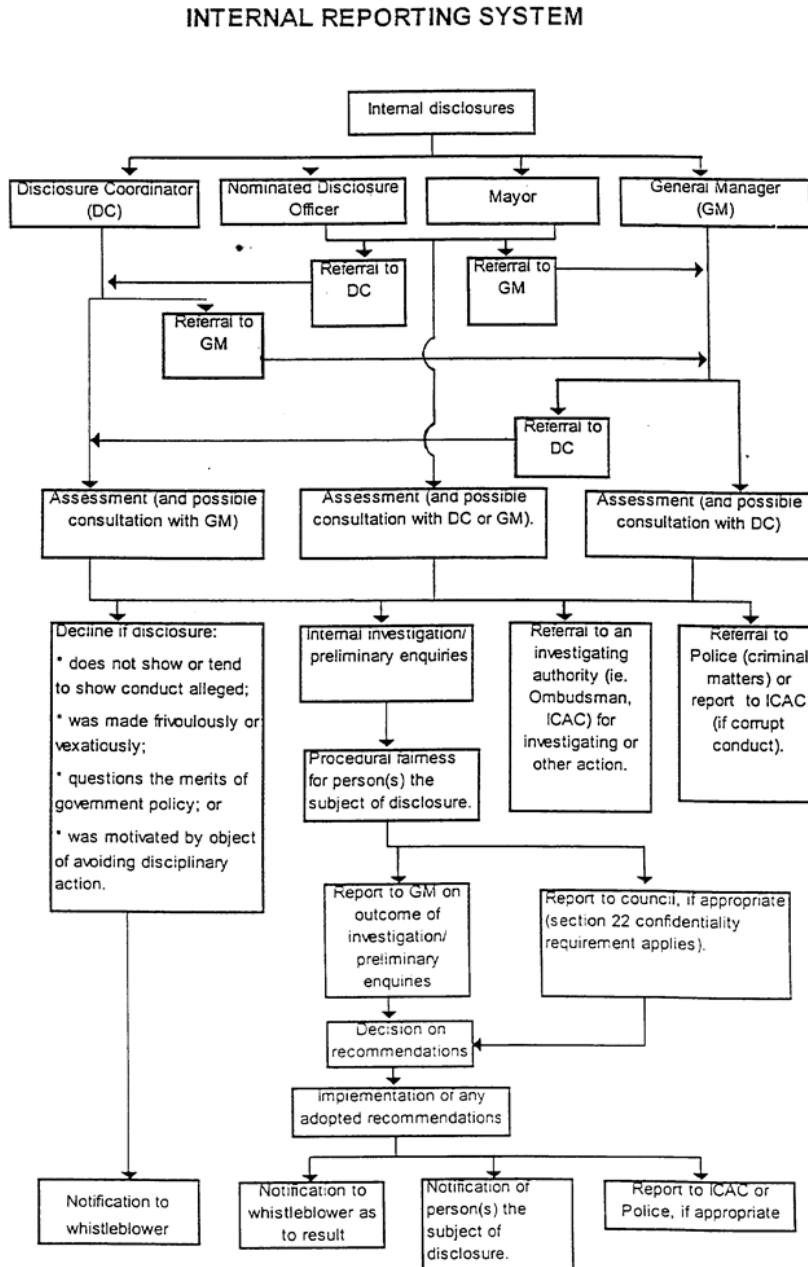 INTERNAL REPORTING SYSTEM
Internal disclosures
Disclosure Coordinator
(DC)
Nominated Disclosure
Officer
Mayor
General Manager
(GM)
Referral to
DC
Referral to
GM
Referral to
GM
Referral to
DC
Assessment (and possible
consultation with GM)
Assessment (and possible
consultation with DC or GM).
Assessment (and possible
consultation with DC)
Decline if disclosure:
* does not show or tend
to show conduct alleged;
* was made frivoulously or
vexatiously;
* questions the merits of
government policy; or
* was motivated by object
of avoiding disciplinary
action.
Internal investigation/
preliminary enquiries
Referral to an
investigating
authority (ie.
Ombudsman,
ICAC) for
investigating or
other action.
Referral to
Police (criminal
matters) or
report to ICAC
(if corrupt
conduct).
Procedural fairness
for person(s) the
subject of disclosure.
Report to GM on
outcome of
investigation/
preliminary
enquiries
Report to council, if appropriate
(section 22 confidentiality
requirement applies).
Decision on
recommendations
Implementation of any
adopted recommendations
Notification to
whistleblower
Notification to
whistleblower as
to result
Notification of
person(s) the
subject of
disclosure.
Report to ICAC or
Police, if appropriate